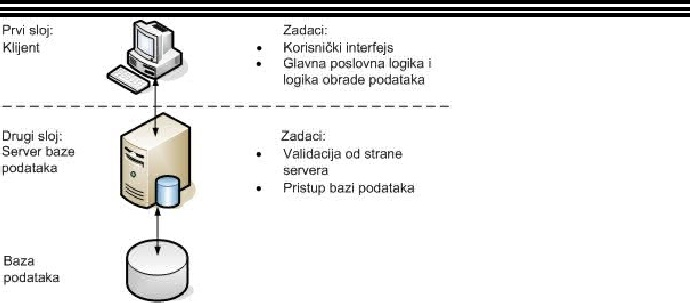 Prvi sloj:
Klijent
Zadaci:
• Korisnički interfejs
• Glavna poslovna logika i
logika obrade podataka
Drugi sloj:
Server baze
podataka
Zadaci:
• Validacija od strane
servera
• Pristup bazi podataka
Baza
podataka